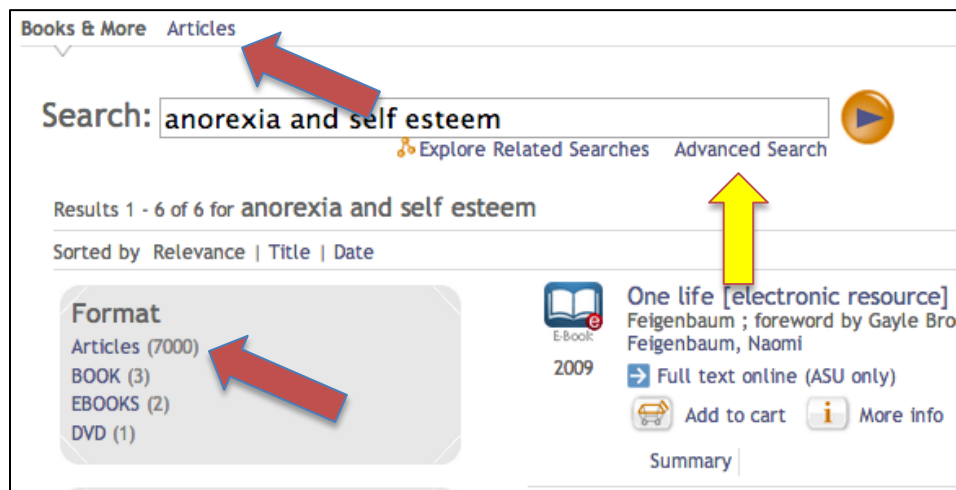 Books & More Articles
Search: anorexia and self esteem
Explore Related Searches Advanced Search
Results 1 - 6 of 6 for anorexia and self esteem
Sorted by Relevance | Title | Date
Format
Articles (7000)
BOOK (3)
EBOOKS (2)
DVD (1)
E-Book
2009
One life [electronic resource]
Feigenbaum ; foreword by Gayle Bro
Feigenbaum, Naomi
Full text online (ASU only)
Add to cart i More info
Summary